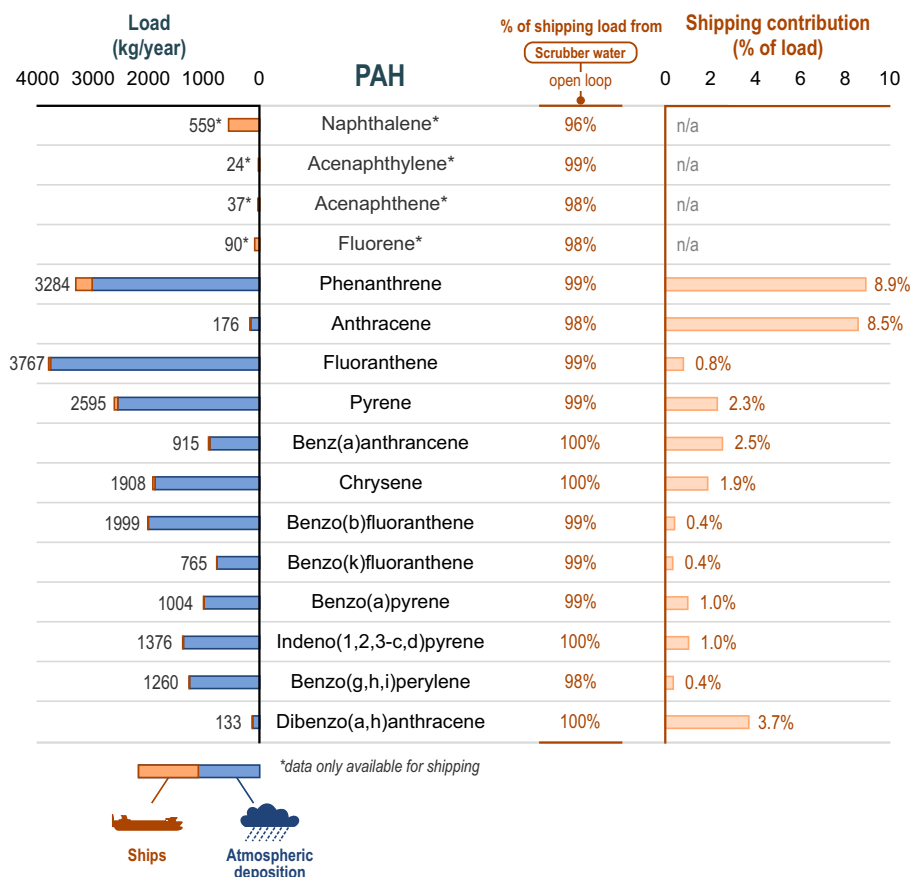 Load
(kg/year)
% of shipping load from
Scrubber water
open loop
Shipping contribution
(% of load)
4000 3000 2000 1000 0
PAH
0 2 4 6 8 10
559* Naphthalene* 96% n/a
24* Acenaphthylene* 99% n/a
37* Acenaphthene* 98% n/a
90* Fluorene* 98% n/a
3284 Phenanthrene 99% 8.9%
176 Anthracene 98% 8.5%
3767 Fluoranthene 99% 0.8%
2595 Pyrene 99% 2.3%
915 Benz(a)anthrancene 100% 2.5%
1908 Chrysene 100% 1.9%
1999 Benzo(b)fluoranthene 99% 0.4%
765 Benzo(k)fluoranthene 99% 0.4%
1004 Benzo(a)pyrene 99% 1.0%
1376 Indeno(1,2,3-c,d)pyrene 100% 1.0%
1260 Benzo(g,h,i)perylene 98% 0.4%
133 Dibenzo(a,h)anthracene 100% 3.7%
*data only available for shipping
Ships
Atmospheric
deposition